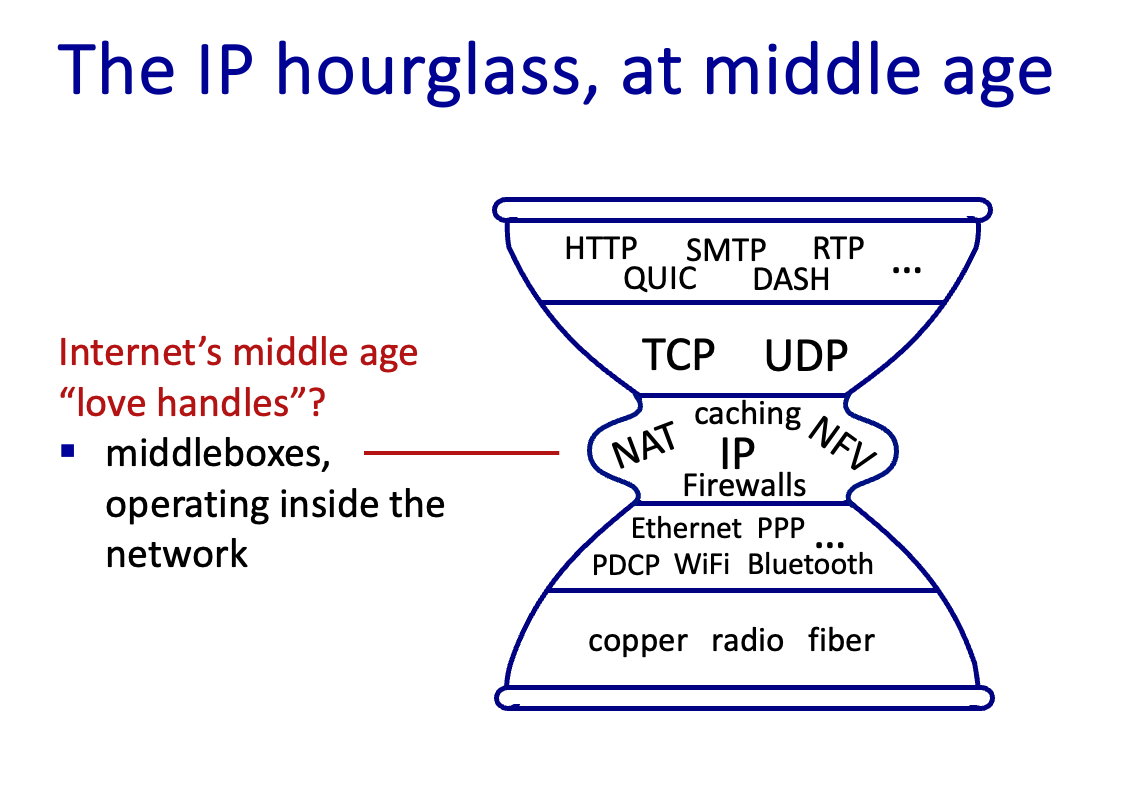 The IP hourglass, at middle age
HTTP SMTP RTP
QUIC DASH ...
TCP UDP
Internet’s middle age
“love handles”?
▪ middleboxes,
operating inside the
network
caching
NAT IP NFV
Firewalls
Ethernet PPP ...
PDCP WiFi Bluetooth
copper radio fiber